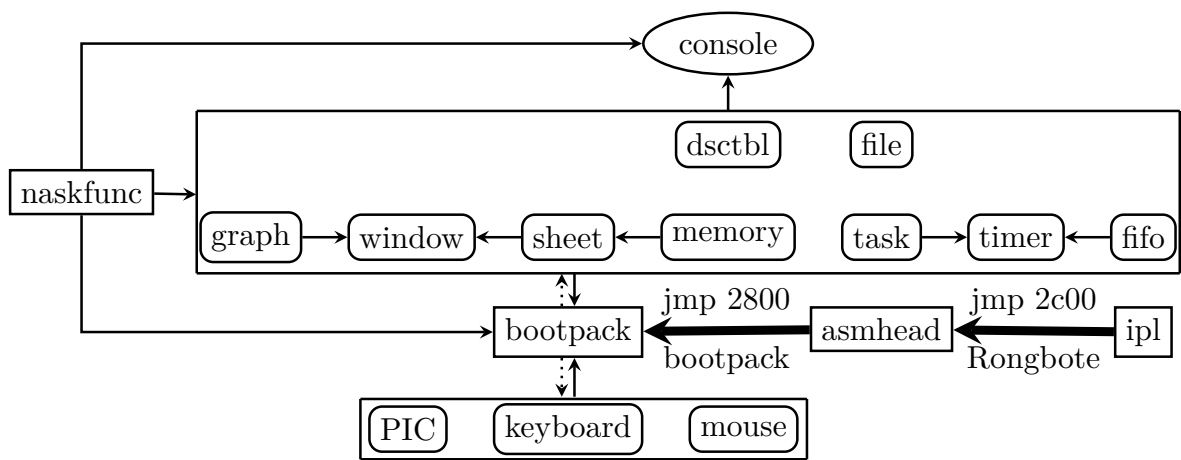 console
dsctbl file
naskfunc
graph window sheet memory task timer fifo
jmp 2800 jmp 2c00
bootpack asmhead ipl
bootpack Rongbote
PIC keyboard mouse